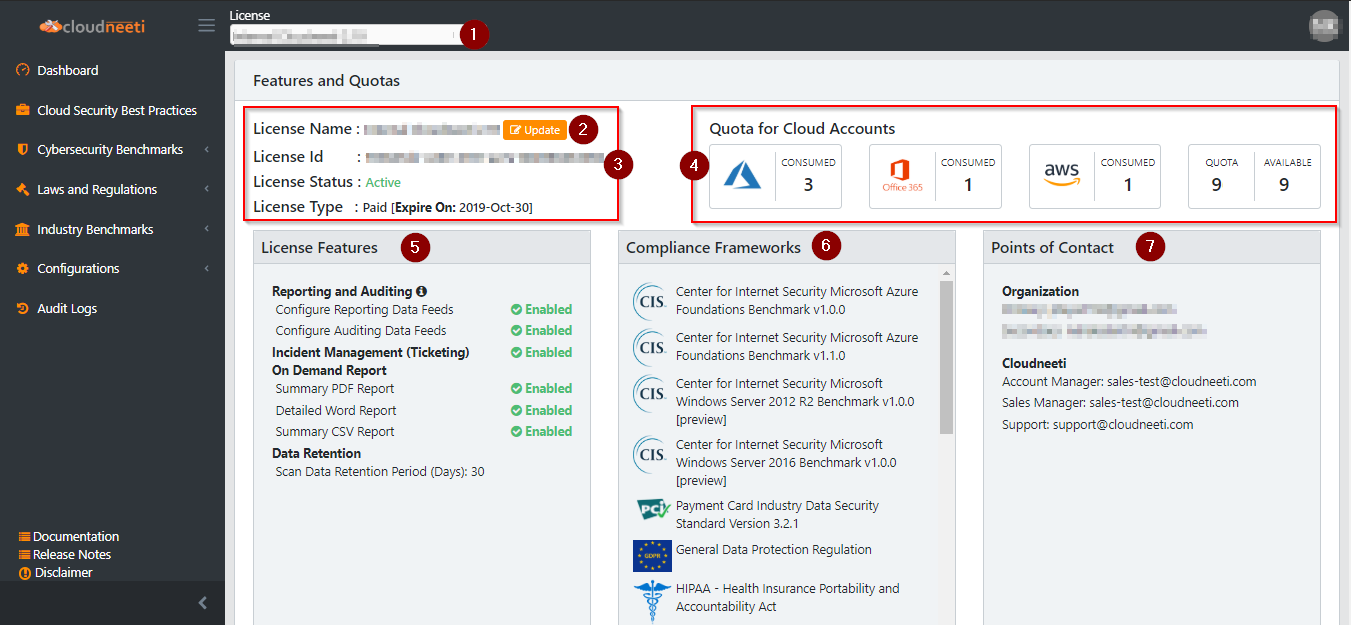 cloudneeti
License
1
Dashboard
Cloud Security Best Practices
Cybersecurity Benchmarks
Laws and Regulations
Industry Benchmarks
Configurations
Audit Logs
Documentation
Release Notes
Disclaimer
Features and Quotas
License Name :
Update
2
License Id :
3
License Status : Active
License Type : Paid [Expire On: 2019-Oct-30]
Quota for Cloud Accounts
4
CONSUMED
3
Office 365
CONSUMED
1
aws
CONSUMED
1
QUOTA
9
AVAILABLE
9
License Features
5
Reporting and Auditing
Configure Reporting Data Feeds Enabled
Configure Auditing Data Feeds Enabled
Incident Management (Ticketing) Enabled
On Demand Report
Summary PDF Report Enabled
Detailed Word Report Enabled
Summary CSV Report Enabled
Data Retention
Scan Data Retention Period (Days): 30
Compliance Frameworks
6
CIS.
Center for Internet Security Microsoft Azure
Foundations Benchmark v1.0.0
CIS.
Center for Internet Security Microsoft Azure
Foundations Benchmark v1.1.0
CIS.
Center for Internet Security Microsoft
Windows Server 2012 R2 Benchmark v1.0.0
[preview]
CIS.
Center for Internet Security Microsoft
Windows Server 2016 Benchmark v1.0.0
[preview]
PCI
Payment Card Industry Data Security
Standard Version 3.2.1
GDPR
General Data Protection Regulation
HIPAA - Health Insurance Portability and
Accountability Act
Points of Contact
7
Organization
Cloudneeti
Account Manager: sales-test@cloudneeti.com
Sales Manager: sales-test@cloudneeti.com
Support: support@cloudneeti.com